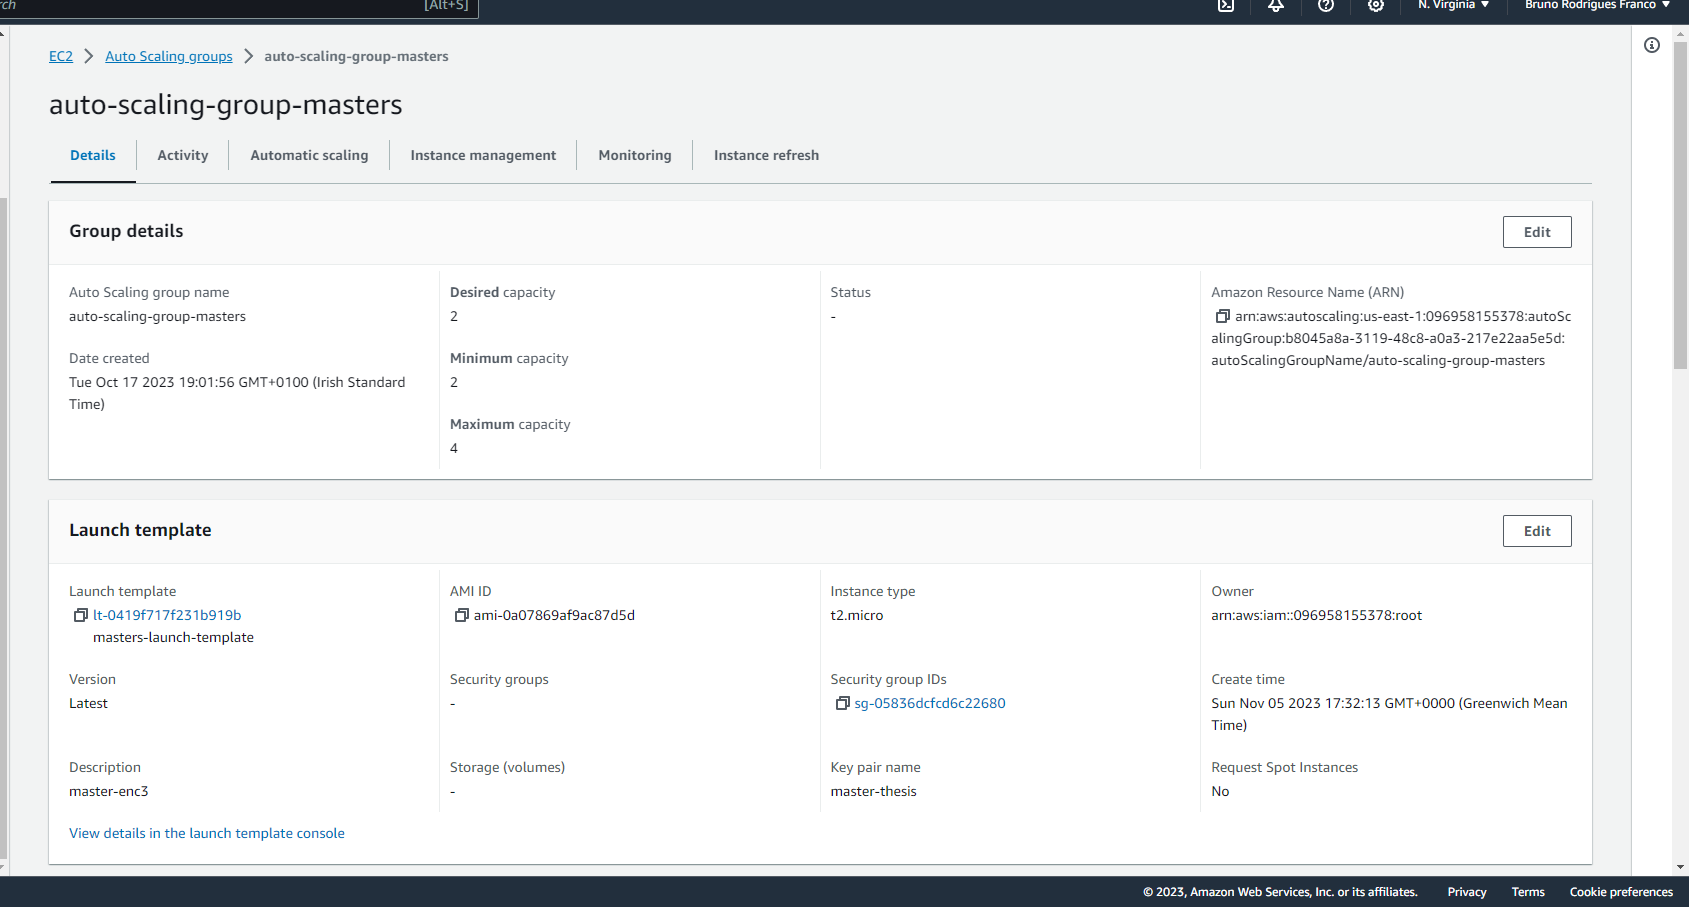 [Alt+S]
N. Virginia
Bruno Rodrigues Franco
EC2 Auto Scaling groups auto-scaling-group-masters
auto-scaling-group-masters
Details Activity Automatic scaling Instance management Monitoring Instance refresh
Group details
Edit
Auto Scaling group name
auto-scaling-group-masters
Date created
Tue Oct 17 2023 19:01:56 GMT+0100 (Irish Standard
Time)
Desired capacity
2
Minimum capacity
2
Maximum capacity
4
Status
-
Amazon Resource Name (ARN)
arn:aws:autoscaling:us-east-1:096958155378:autoSc
alingGroup:b8045a8a-3119-48c8-a0a3-217e22aa5e5d:
autoScalingGroupName/auto-scaling-group-masters
Launch template
Edit
Launch template
lt-0419f717f231b919b
masters-launch-template
AMI ID
ami-0a07869af9ac87d5d
Instance type
t2.micro
Owner
arn:aws:iam::096958155378:root
Version
Latest
Security groups
-
Security group IDs
sg-05836dcfcd6c22680
Create time
Sun Nov 05 2023 17:32:13 GMT+0000 (Greenwich Mean
Time)
Description
master-enc3
Storage (volumes)
-
Key pair name
master-thesis
Request Spot Instances
No
View details in the launch template console
© 2023, Amazon Web Services, Inc. or its affiliates. Privacy Terms Cookie preferences